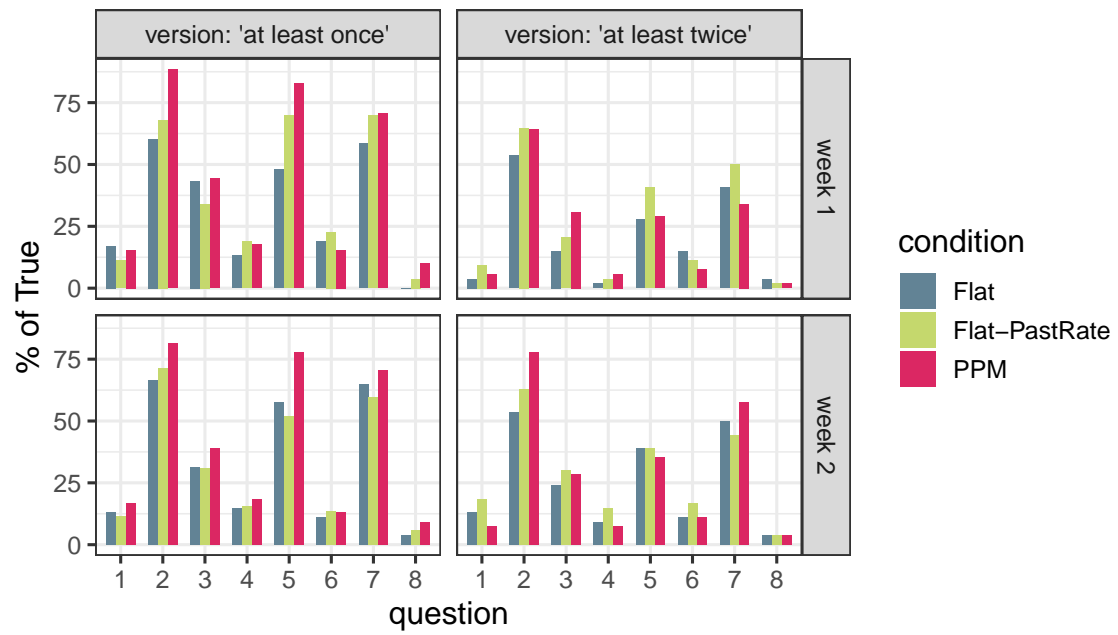 version: 'at least once'
version: 'at least twice'
75
50
25
0
week 1
75
50
25
0
week 2
% of True
1 2 3 4 5 6 7 8
1 2 3 4 5 6 7 8
question
condition
Flat
Flat−PastRate
PPM